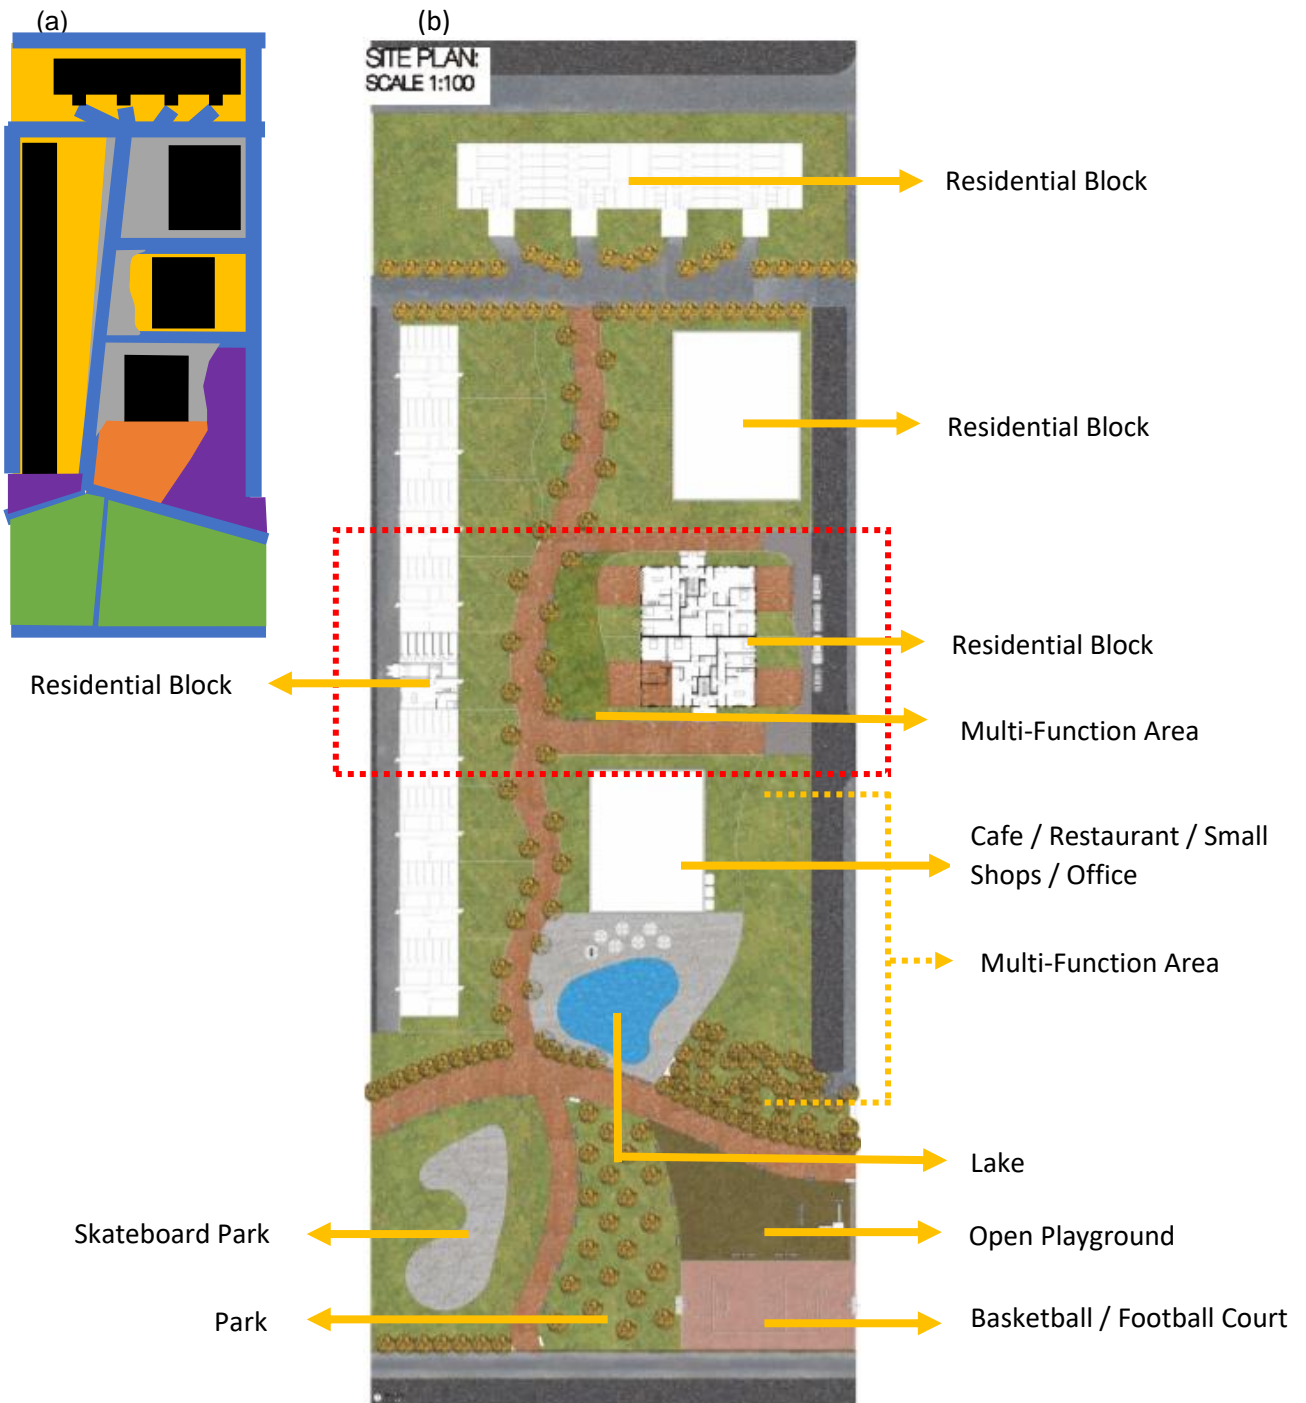 (a)
(b)
SITE PLAN:
SCALE 1:100
Residential Block
Residential Block
Residential Block
Residential Block
Multi-Function Area
Cafe / Restaurant / Small
Shops / Office
Multi-Function Area
Lake
Skateboard Park
Open Playground
Park
Basketball / Football Court